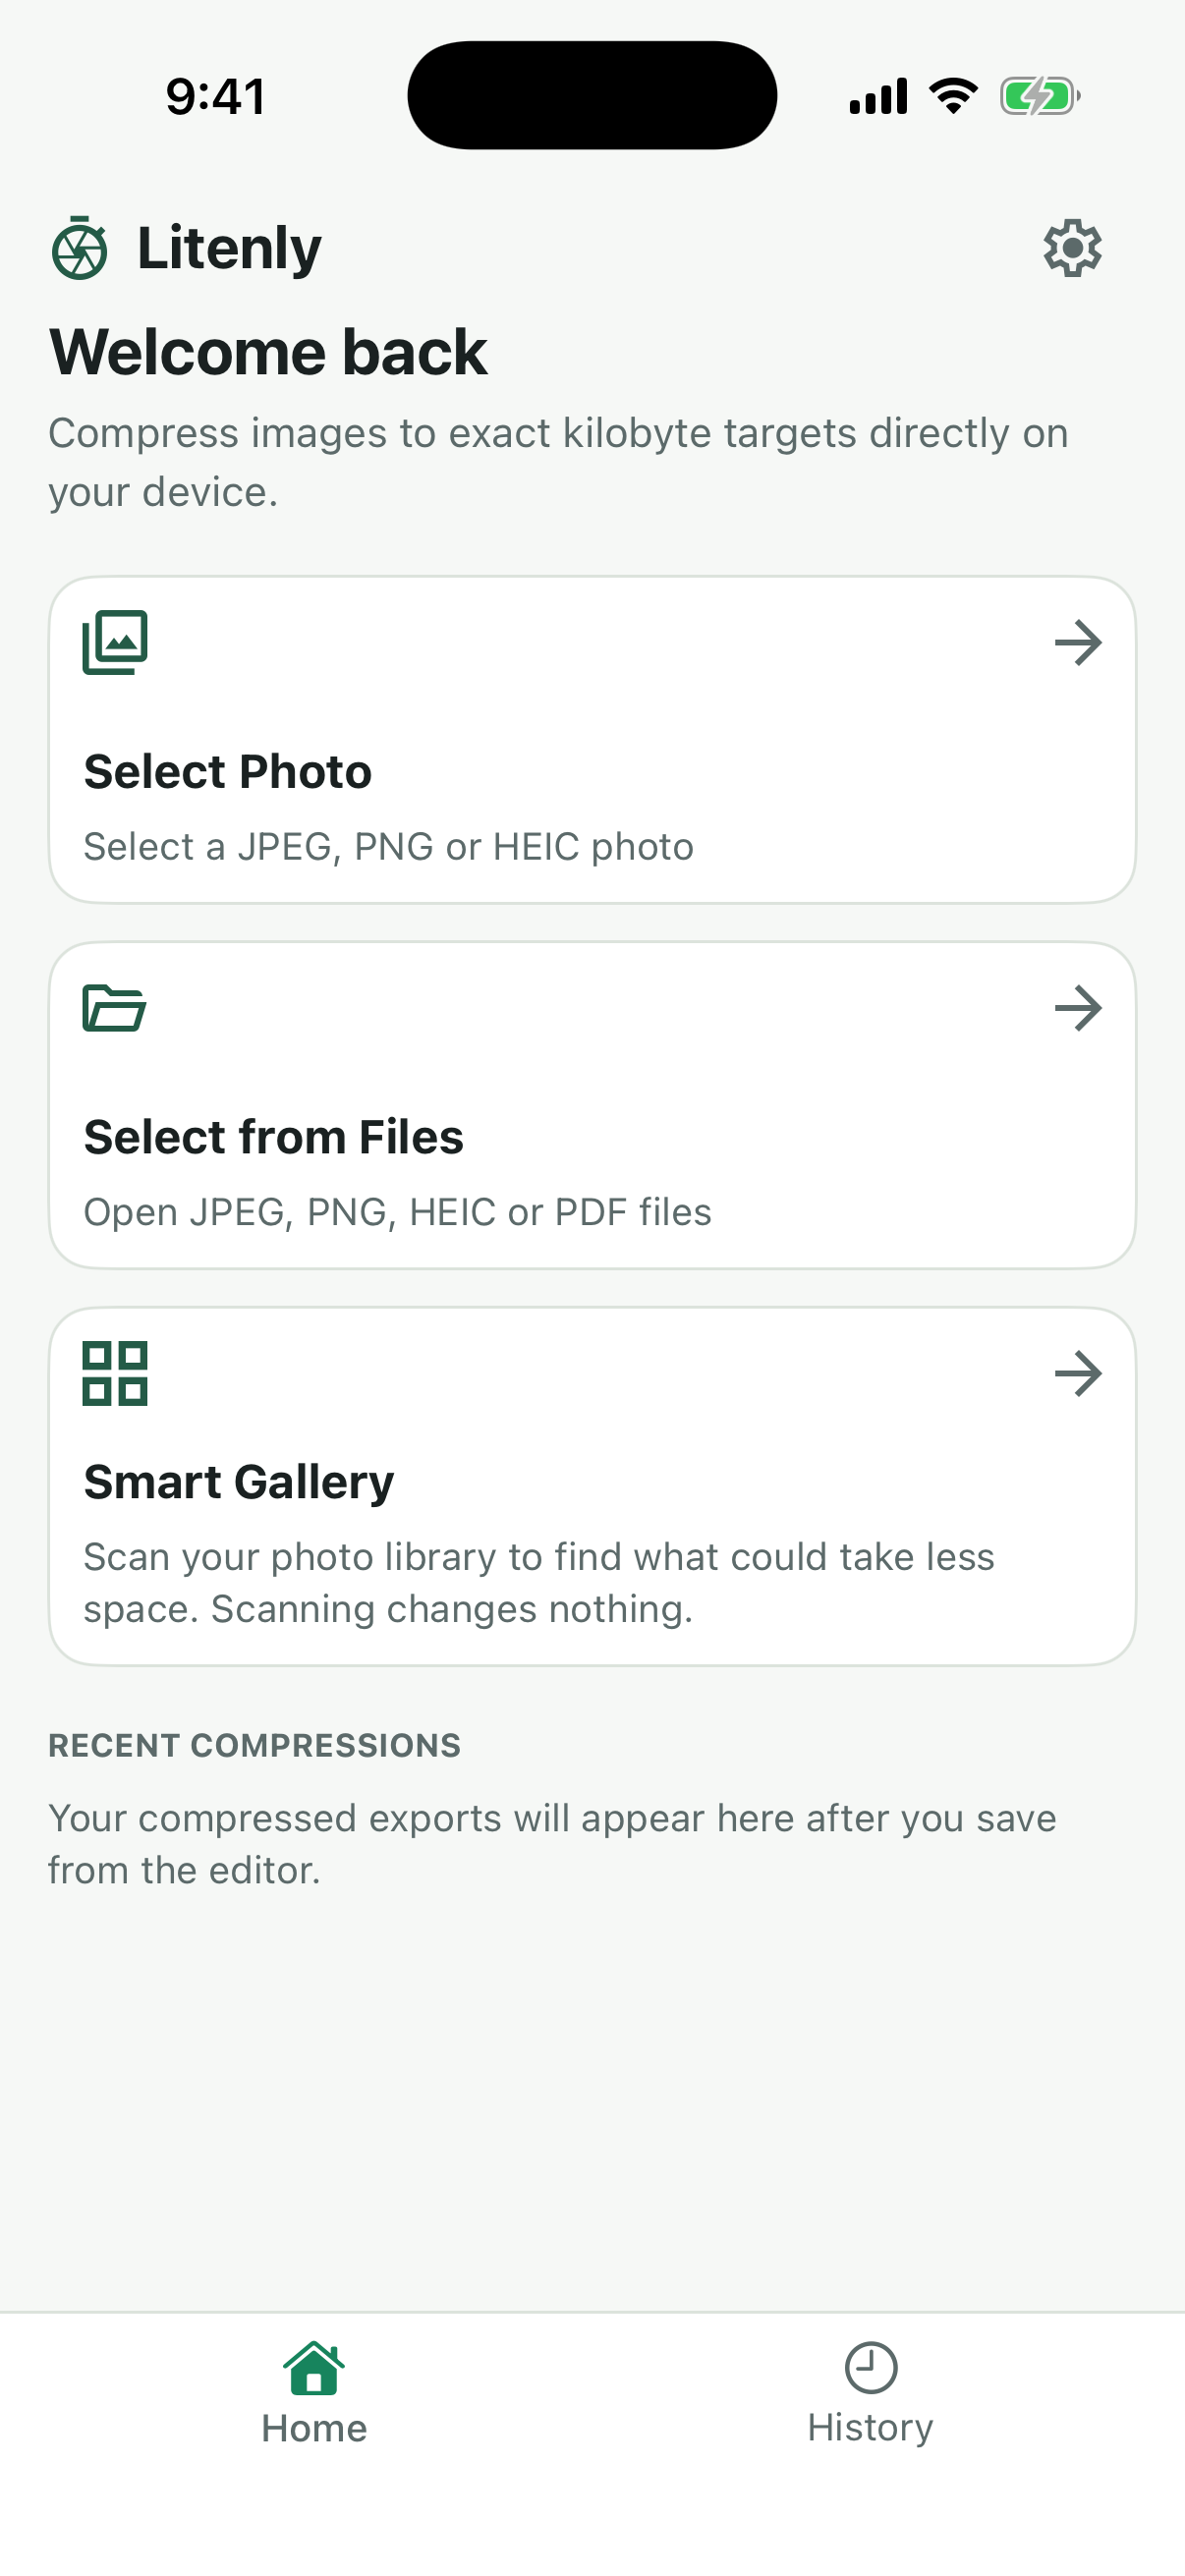 9:41
Litenly
Welcome back
Compress images to exact kilobyte targets directly on
your device.
Select Photo
Select a JPEG, PNG or HEIC photo
Select from Files
Open JPEG, PNG, HEIC or PDF files
Smart Gallery
Scan your photo library to find what could take less
space. Scanning changes nothing.
RECENT COMPRESSIONS
Your compressed exports will appear here after you save
from the editor.
Home
History